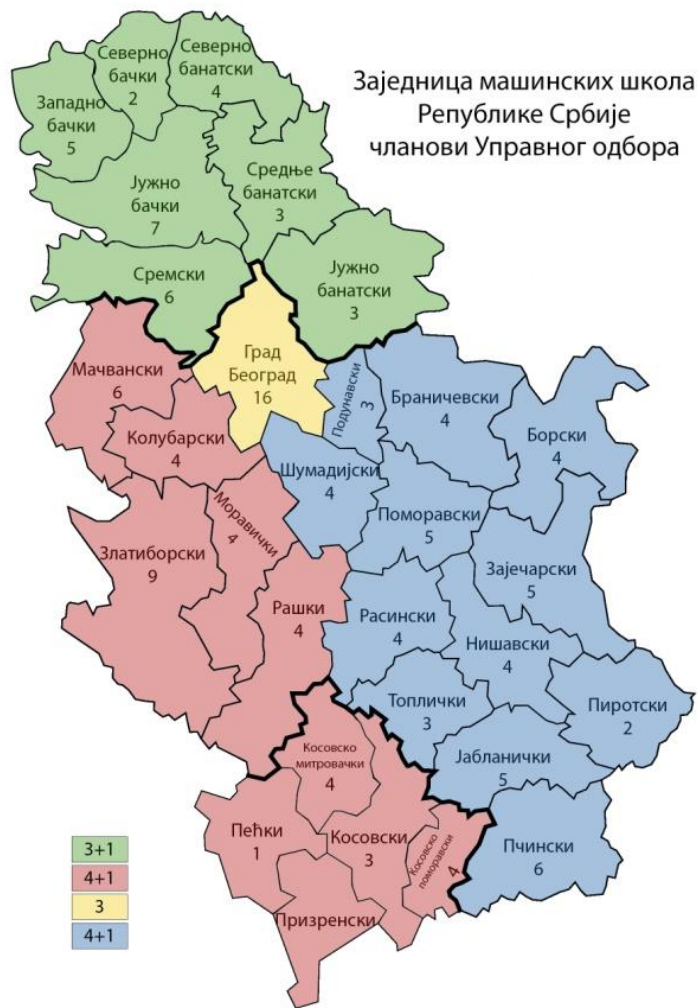 Заједница машинских школа
Републике Србије
чланови Управног одбора
Северно
бачки
2
Северно
банатски
4
Западно
бачки
5
Јужно
бачки
7
Средње
банатски
3
Сремски
6
Јужно
банатски
3
Град
Београд
16
Мачвански
6
Колубарски
4
Подунавски
3
Браничевски
4
Борски
4
Шумадијски
4
Поморавски
5
Златиборски
9
Моравички
4
Рашки
4
Зајечарски
5
Расински
4
Нишавски
4
Топлички
3
Пиротски
2
Јабланички
5
Косовско
митровачки
4
Пећки
1
Косовски
3
Косовско
поморавски
4
Пчински
6
Призренски
3+1
4+1
3
4+1